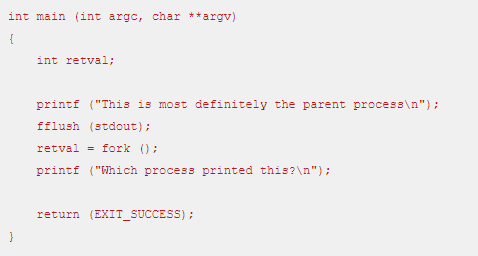 int main (int argc, char **argv)
{
    int retval;

    printf ("This is most definitely the parent process\n");
    fflush (stdout);
    retval = fork ();
    printf ("Which process printed this?\n");

    return (EXIT_SUCCESS);
}